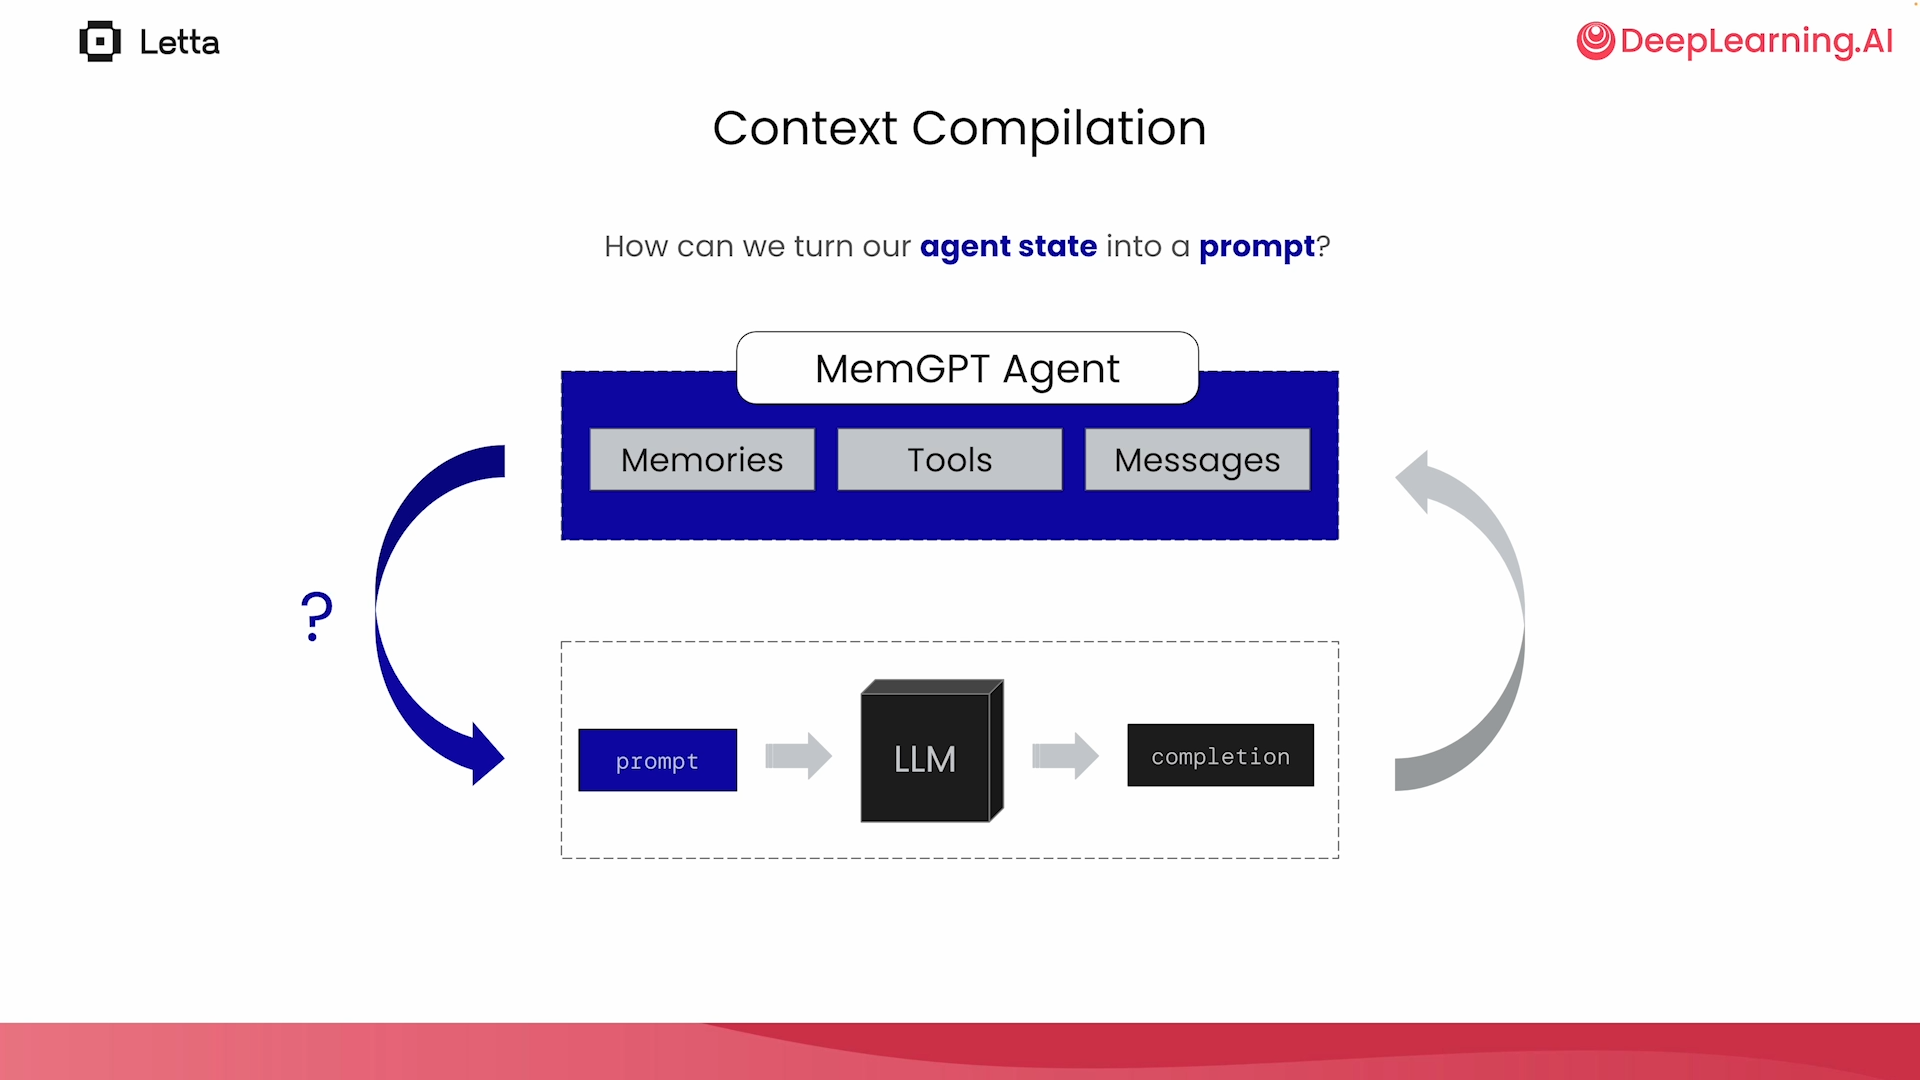 Letta
DeepLearning.AI
Context Compilation
How can we turn our agent state into a prompt?
MemGPT Agent
Memories
Tools
Messages
?
prompt
LLM
completion